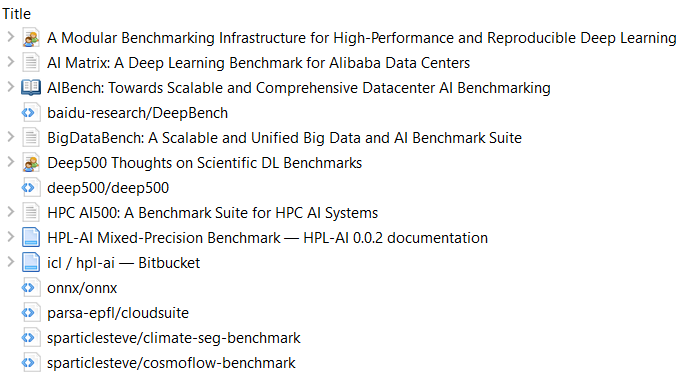 Title
A Modular Benchmarking Infrastructure for High-Performance and Reproducible Deep Learning
AI Matrix: A Deep Learning Benchmark for Alibaba Data Centers
AIBench: Towards Scalable and Comprehensive Datacenter AI Benchmarking
baidu-research/DeepBench
BigDataBench: A Scalable and Unified Big Data and AI Benchmark Suite
Deep500 Thoughts on Scientific DL Benchmarks
deep500/deep500
HPC AI500: A Benchmark Suite for HPC AI Systems
HPL-AI Mixed-Precision Benchmark — HPL-AI 0.0.2 documentation
icl / hpl-ai — Bitbucket
onnx/onnx
parsa-epfl/cloudsuite
sparticlesteve/climate-seg-benchmark
sparticlesteve/cosmoflow-benchmark